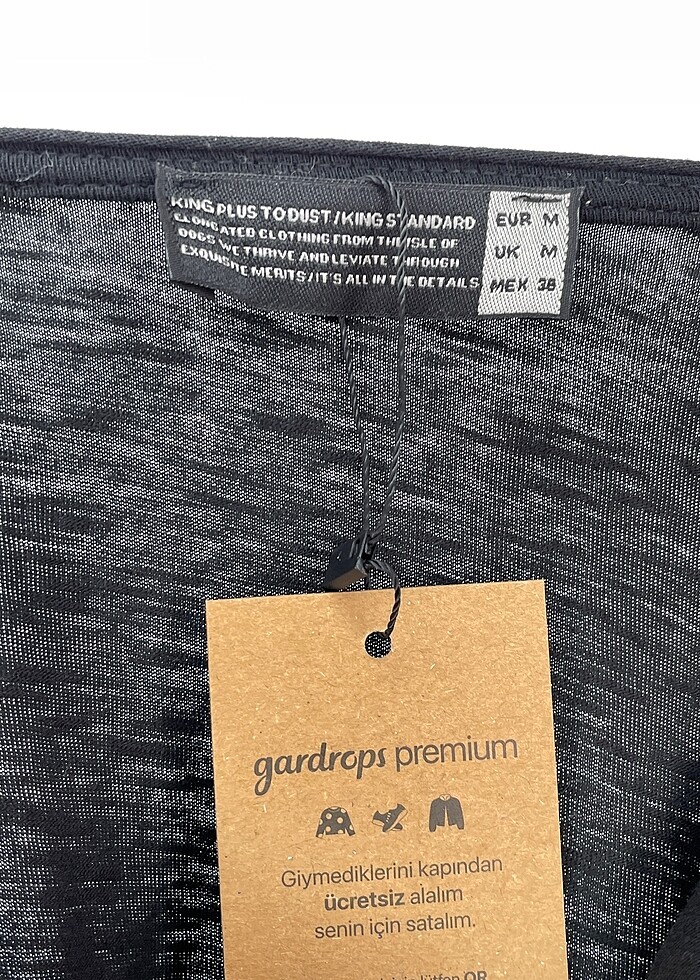 KING PLUS TO DUST/KING STANDARD
ELONGATED CLOTHING FROM THE ISLE OF
DOGS WE THRIVE AND LEVIATE THROUGH
EXQUISITE MERITS/IT'S ALL IN THE DETAILS
EUR M
UK M
MEX 38
gardrops premium
Giymediklerini kapından
ücretsiz alalım
senin için satalım.
lütfen QR